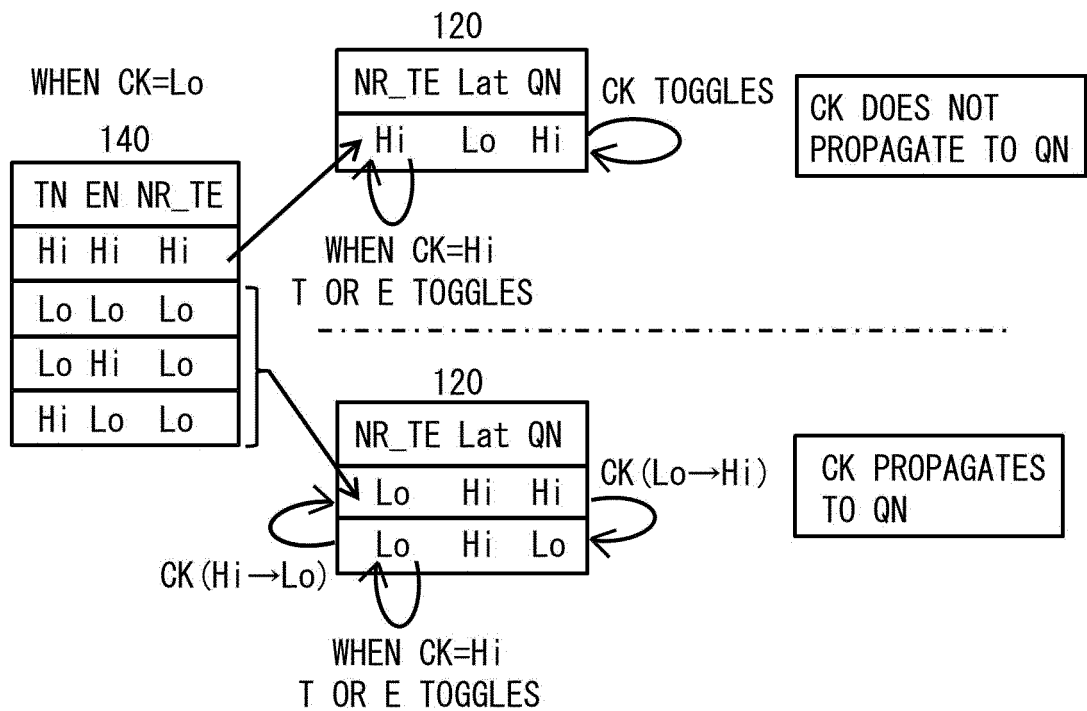 WHEN CK=Lo
140
TN EN NR_TE
Hi Hi Hi
Lo Lo Lo
Lo Hi Lo
Hi Lo Lo
120
NR_TE Lat QN
Hi Lo Hi
CK TOGGLES
WHEN CK=Hi
T OR E TOGGLES
CK DOES NOT
PROPAGATE TO QN
120
NR_TE Lat QN
Lo Hi Hi
Lo Hi Lo
CK(Lo→Hi)
CK(Hi→Lo)
WHEN CK=Hi
T OR E TOGGLES
CK PROPAGATES
TO QN